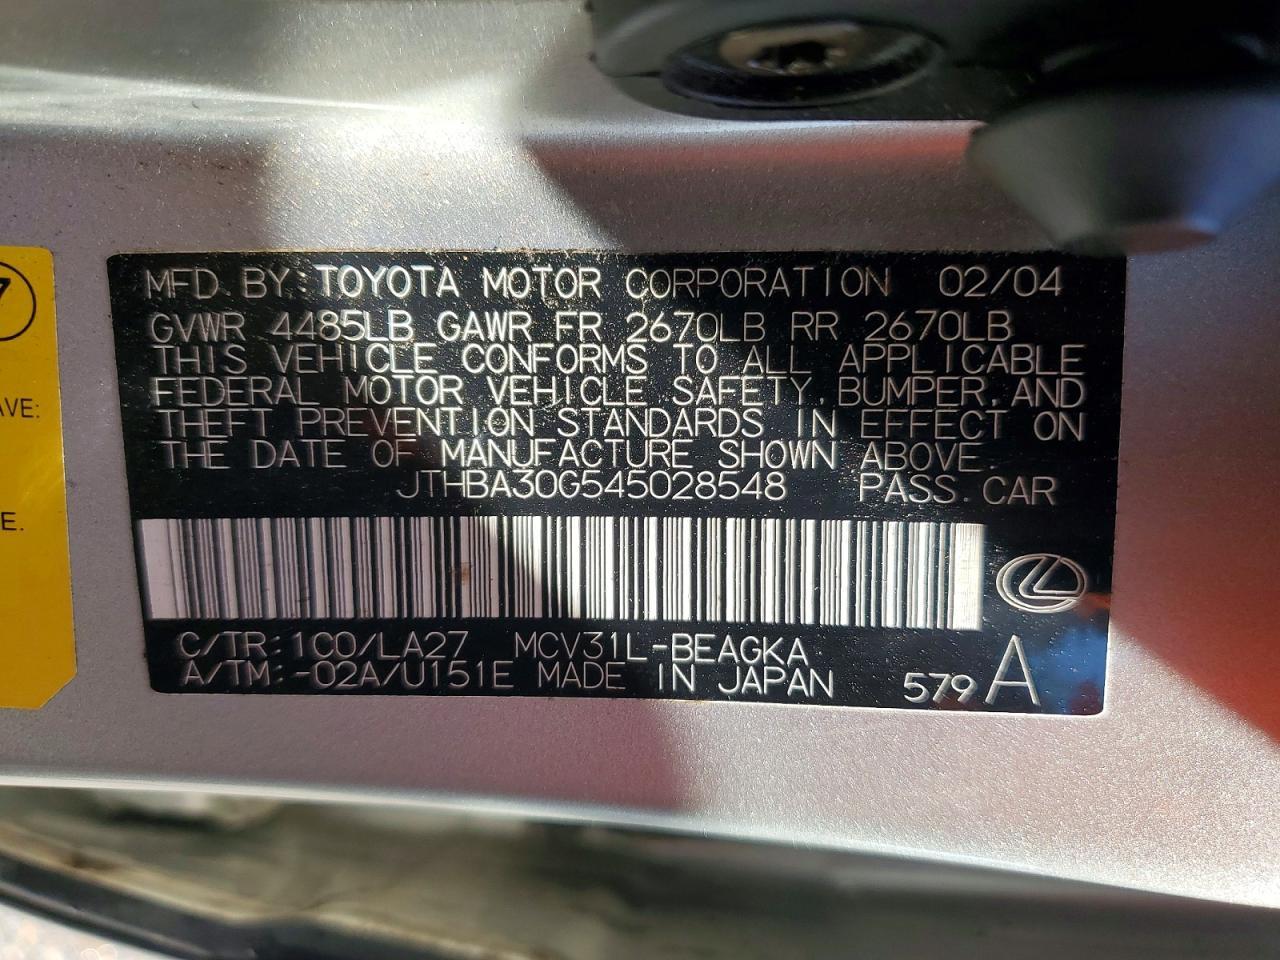 7
AVE:
E.
MFD. BY: TOYOTA MOTOR CORPORATION 02/04
GVWR 4485LB GAWR FR 2670LB RR 2670LB
THIS VEHICLE CONFORMS TO ALL APPLICABLE
FEDERAL MOTOR VEHICLE SAFETY, BUMPER, AND
THEFT PREVENTION STANDARDS IN EFFECT ON
THE DATE OF MANUFACTURE SHOWN ABOVE.
JTHBA30G545028548 PASS. CAR
C/TR: 1C0/LA27 MCV31L-BEAGKA
A/TM: -02A/U151E MADE IN JAPAN
579 A